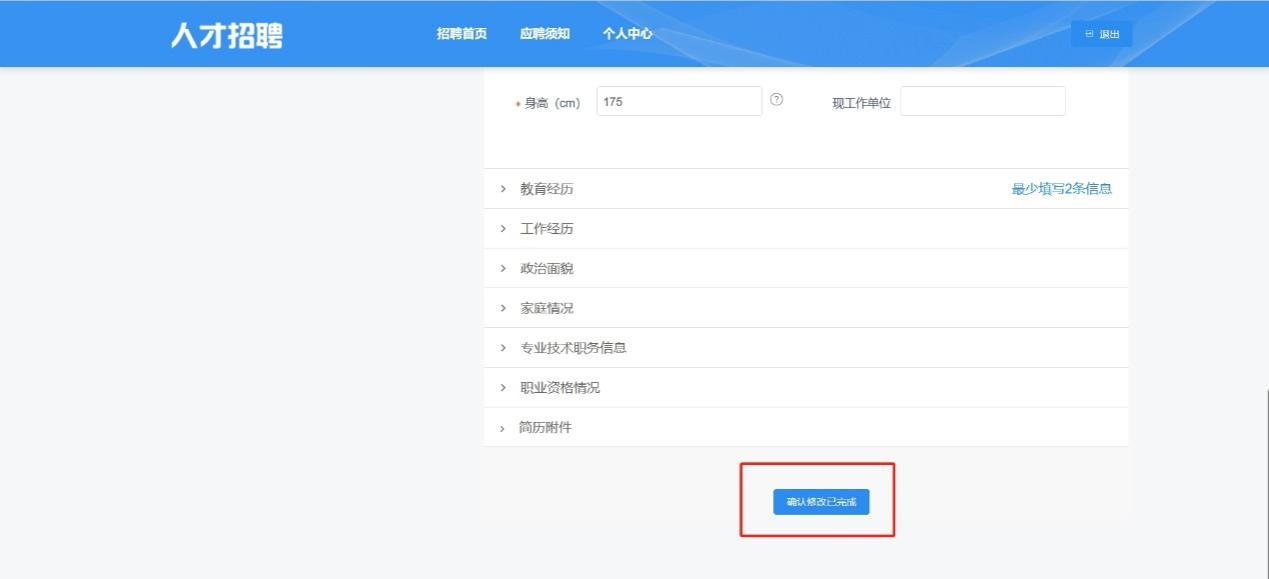 人才招聘
招聘首页 应聘须知 个人中心 退出
* 身高（cm） 175 ? 现工作单位
教育经历 最少填写2条信息
工作经历
政治面貌
家庭情况
专业技术职务信息
职业资格情况
简历附件
确认修改已完成